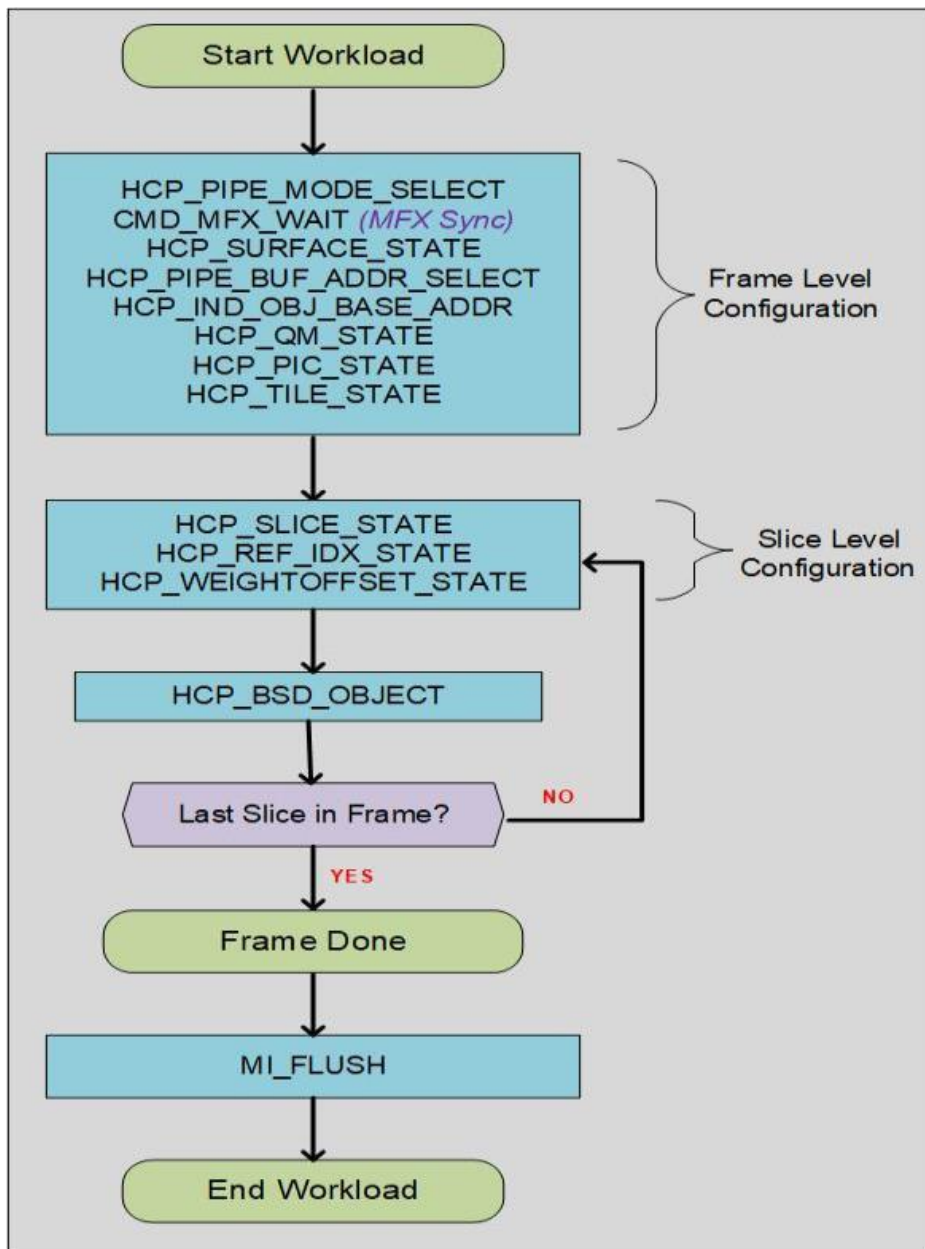 Start Workload
HCP_PIPE_MODE_SELECT
CMD_MFX_WAIT (MFX Sync)
HCP_SURFACE_STATE
HCP_PIPE_BUF_ADDR_SELECT
HCP_IND_OBJ_BASE_ADDR
HCP_QM_STATE
HCP_PIC_STATE
HCP_TILE_STATE
Frame Level
Configuration
HCP_SLICE_STATE
HCP_REF_IDX_STATE
HCP_WEIGHTOFFSET_STATE
Slice Level
Configuration
HCP_BSD_OBJECT
Last Slice in Frame?
NO
YES
Frame Done
MI_FLUSH
End Workload